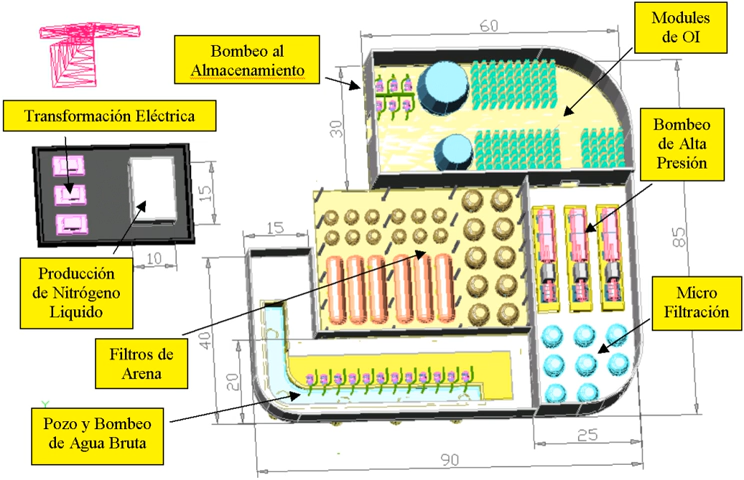 60
Modules
de OI
Bombeo al
Almacenamiento
Transformación Eléctrica
30
Bombeo
de Alta
Presión
15
85
15
10
Producción
de Nitrógeno
Liquido
Micro
Filtración
40
Filtros de
Arena
20
Pozo y Bombeo
de Agua Bruta
Y
25
90